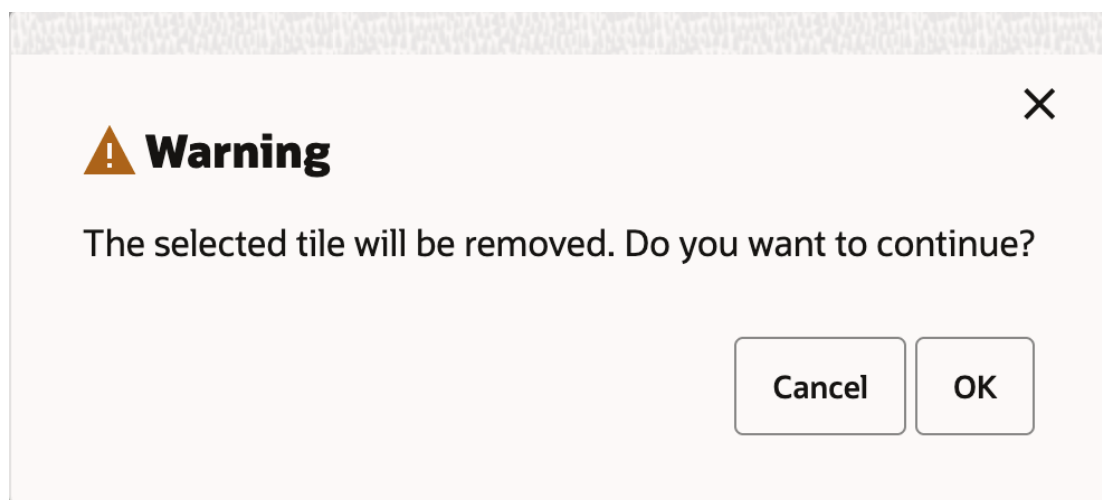 Warning
The selected tile will be removed. Do you want to continue?
Cancel
OK